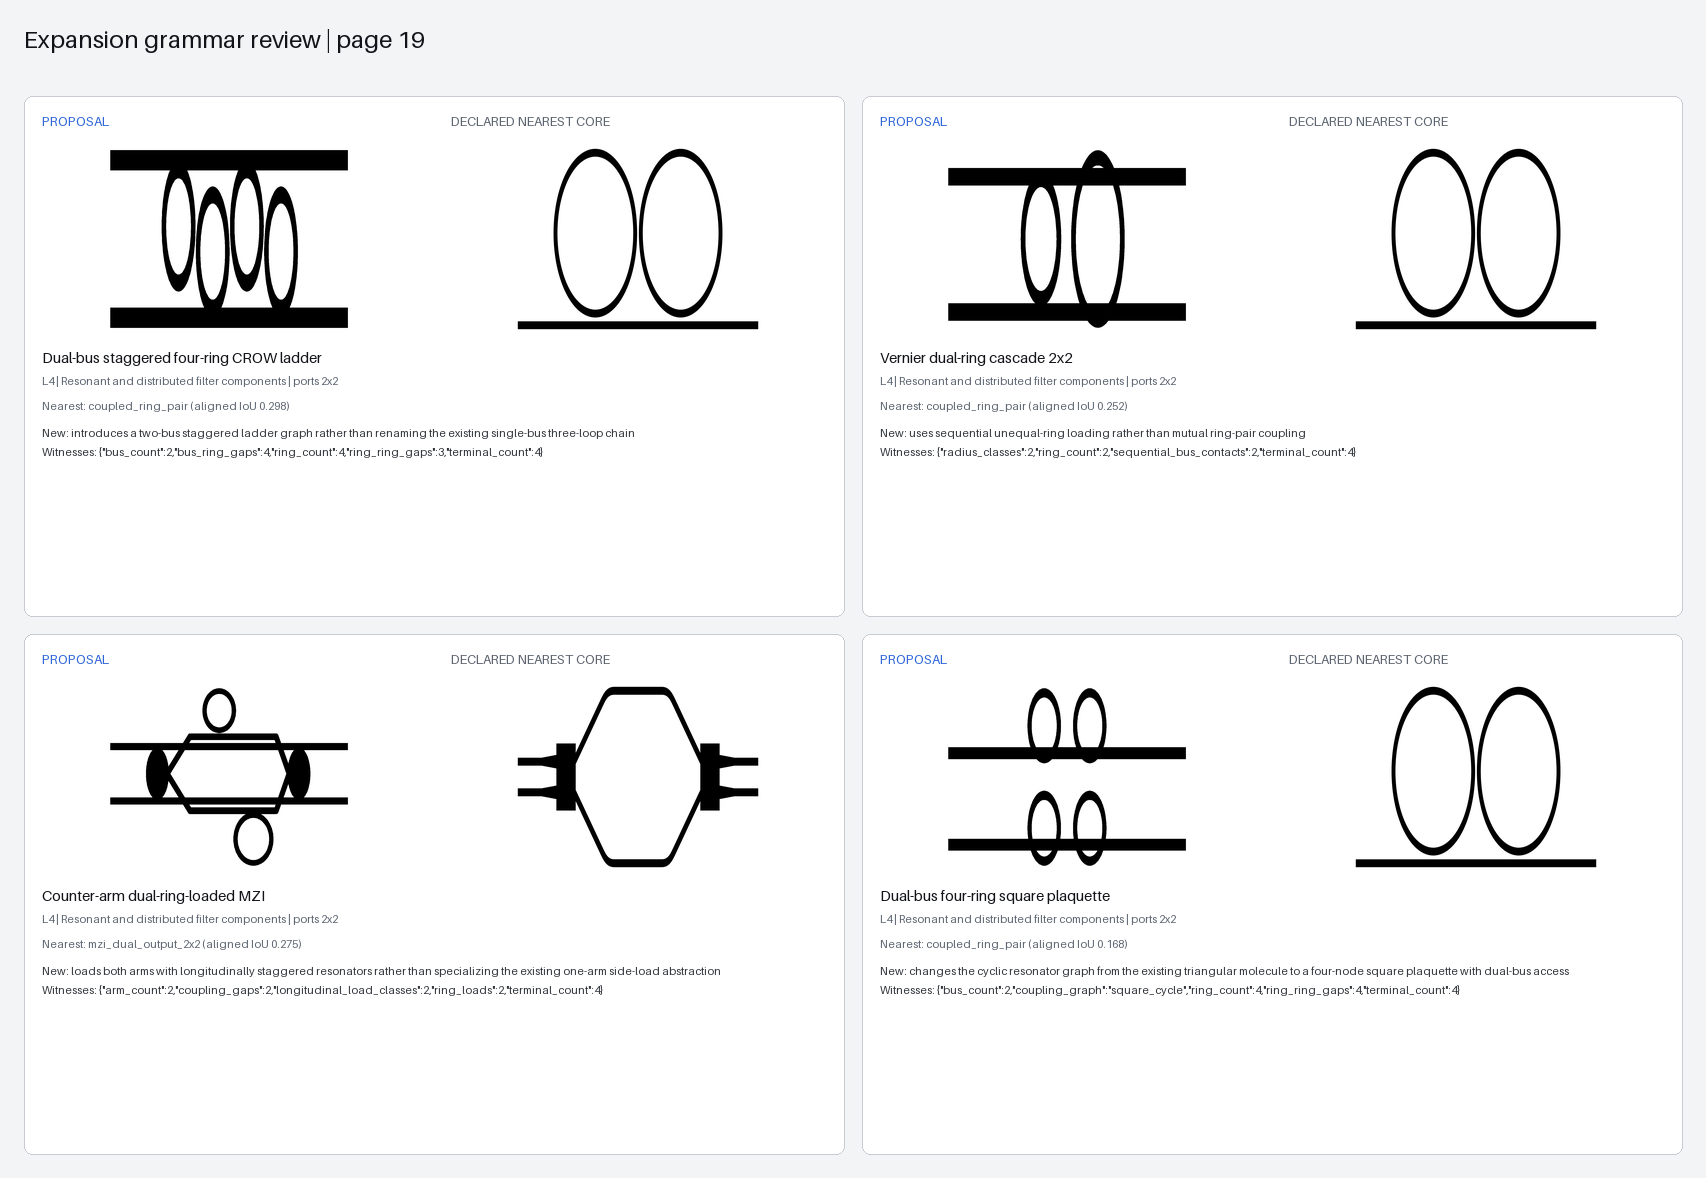 Expansion grammar review | page 19
PROPOSAL
DECLARED NEAREST CORE
Dual-bus staggered four-ring CROW ladder
L4 | Resonant and distributed filter components | ports 2x2
Nearest: coupled_ring_pair (aligned IoU 0.298)
New: introduces a two-bus staggered ladder graph rather than renaming the existing single-bus three-loop chain
Witnesses: {"bus_count":2,"bus_ring_gaps":4,"ring_count":4,"ring_ring_gaps":3,"terminal_count":4}
PROPOSAL
DECLARED NEAREST CORE
Vernier dual-ring cascade 2x2
L4 | Resonant and distributed filter components | ports 2x2
Nearest: coupled_ring_pair (aligned IoU 0.252)
New: uses sequential unequal-ring loading rather than mutual ring-pair coupling
Witnesses: {"radius_classes":2,"ring_count":2,"sequential_bus_contacts":2,"terminal_count":4}
PROPOSAL
DECLARED NEAREST CORE
Counter-arm dual-ring-loaded MZI
L4 | Resonant and distributed filter components | ports 2x2
Nearest: mzi_dual_output_2x2 (aligned IoU 0.275)
New: loads both arms with longitudinally staggered resonators rather than specializing the existing one-arm side-load abstraction
Witnesses: {"arm_count":2,"coupling_gaps":2,"longitudinal_load_classes":2,"ring_loads":2,"terminal_count":4}
PROPOSAL
DECLARED NEAREST CORE
Dual-bus four-ring square plaquette
L4 | Resonant and distributed filter components | ports 2x2
Nearest: coupled_ring_pair (aligned IoU 0.168)
New: changes the cyclic resonator graph from the existing triangular molecule to a four-node square plaquette with dual-bus access
Witnesses: {"bus_count":2,"coupling_graph":"square_cycle","ring_count":4,"ring_ring_gaps":4,"terminal_count":4}